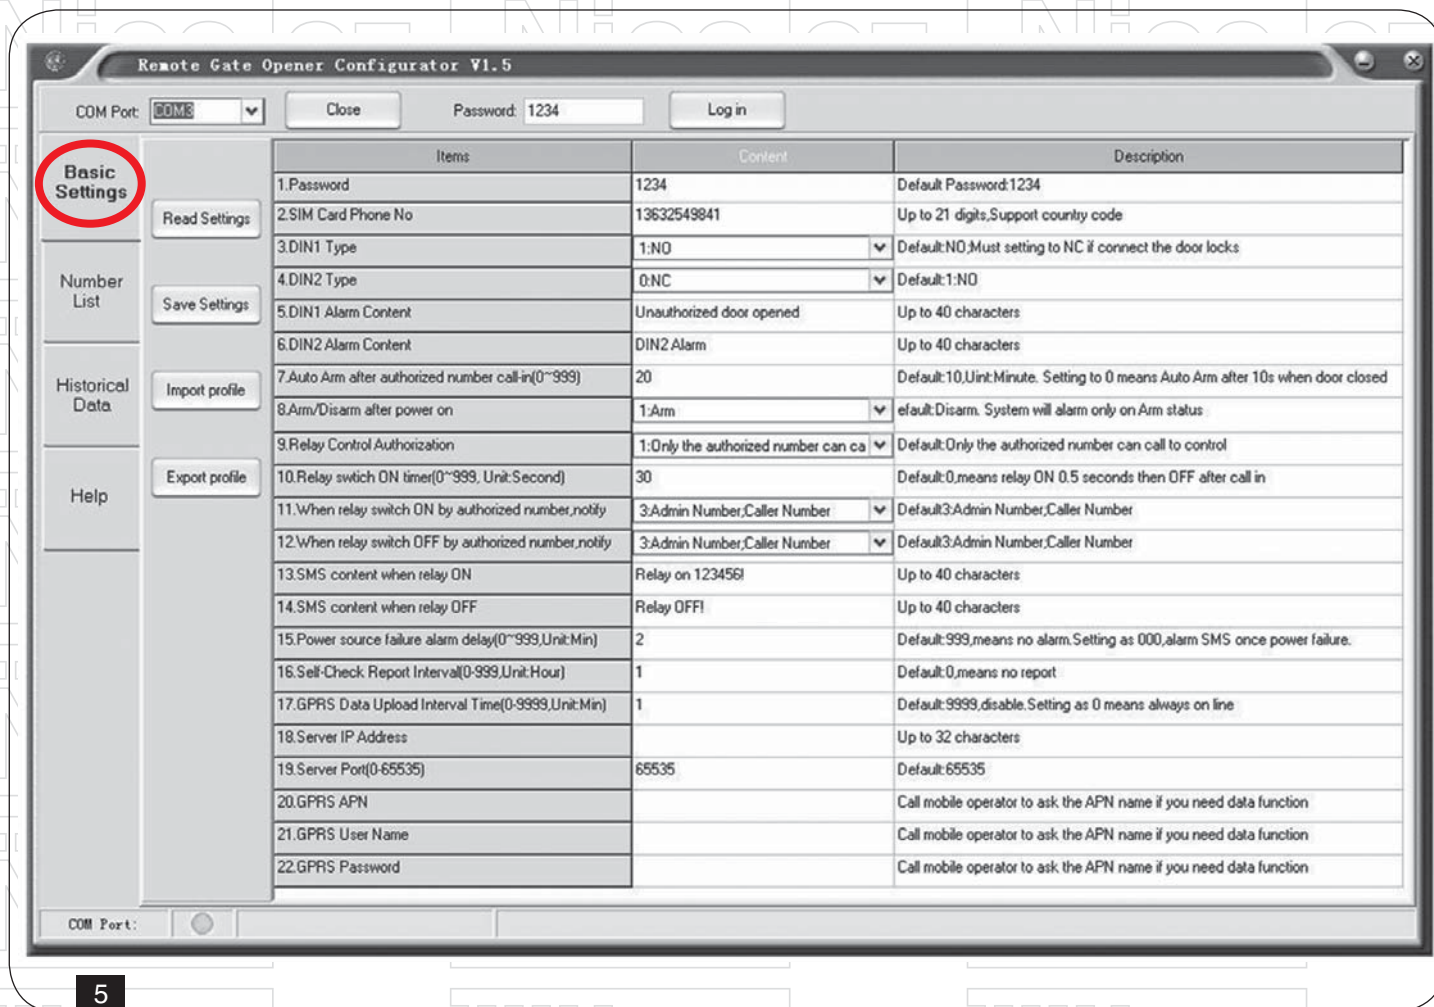 Remote Gate Opener Configurator V1.5
COM Port: COM3 Close Password: 1234 Log in
Basic Settings
Number List
Historical Data
Help
Read Settings
Save Settings
Import profile
Export profile
Items Content Description
1.Password 1234 Default Password:1234
2.SIM Card Phone No 13632549841 Up to 21 digits,Support country code
3.DIN1 Type 1:NO Default:NO;Must setting to NC if connect the door locks
4.DIN2 Type 0:NC Default:1:NO
5.DIN1 Alarm Content Unauthorized door opened Up to 40 characters
6.DIN2 Alarm Content DIN2 Alarm Up to 40 characters
7.Auto Arm after authorized number call-in(0~999) 20 Default:10,Uint:Minute. Setting to 0 means Auto Arm after 10s when door closed
8.Arm/Disarm after power on 1:Arm efault:Disarm. System will alarm only on Arm status
9.Relay Control Authorization 1:Only the authorized number can ca Default:Only the authorized number can call to control
10.Relay swtich ON timer(0~999, Unit:Second) 30 Default:0,means relay ON 0.5 seconds then OFF after call in
11.When relay switch ON by authorized number,notify 3:Admin Number;Caller Number Default3:Admin Number;Caller Number
12.When relay switch OFF by authorized number,notify 3:Admin Number;Caller Number Default3:Admin Number;Caller Number
13.SMS content when relay ON Relay on 123456! Up to 40 characters
14.SMS content when relay OFF Relay OFF! Up to 40 characters
15.Power source failure alarm delay(0~999,Unit:Min) 2 Default:999,means no alarm.Setting as 000,alarm SMS once power failure.
16.Self-Check Report Interval(0-999,Unit:Hour) 1 Default:0,means no report
17.GPRS Data Upload Interval Time(0-9999,Unit:Min) 1 Default:9999,disable.Setting as 0 means always on line
18.Server IP Address Up to 32 characters
19.Server Port(0-65535) 65535 Default:65535
20.GPRS APN Call mobile operator to ask the APN name if you need data function
21.GPRS User Name Call mobile operator to ask the APN name if you need data function
22.GPRS Password Call mobile operator to ask the APN name if you need data function
COM Port:
5